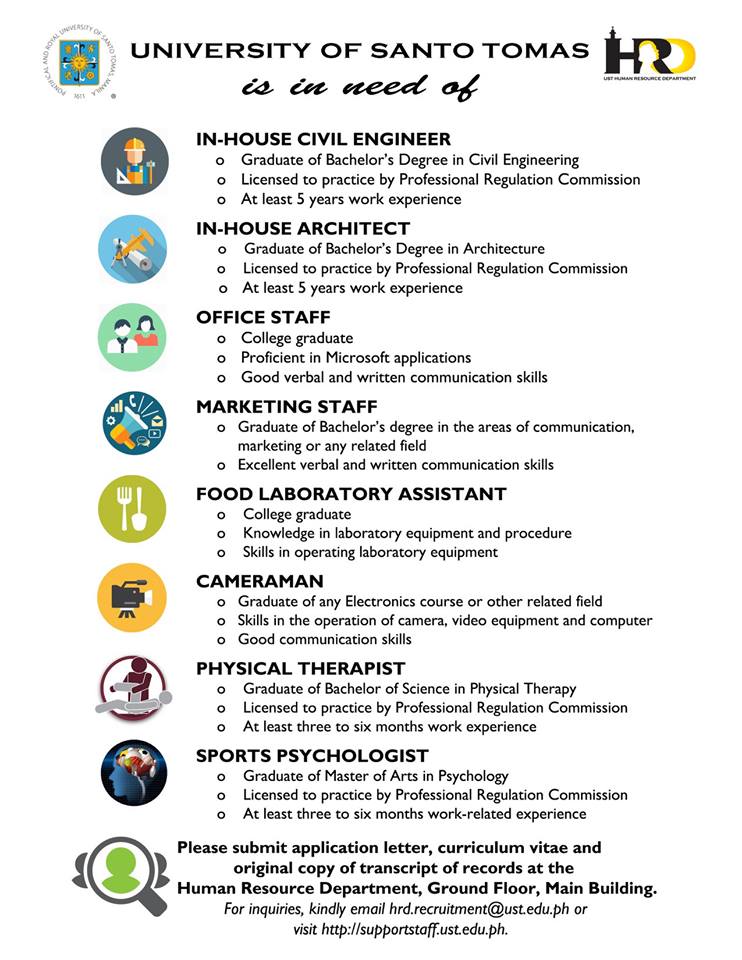 PONTIFICAL AND ROYAL UNIVERSITY OF SANTO TOMAS, MANILA
1611
®
UNIVERSITY OF SANTO TOMAS
is in need of
HRD
UST HUMAN RESOURCE DEPARTMENT
IN-HOUSE CIVIL ENGINEER
o Graduate of Bachelor's Degree in Civil Engineering
o Licensed to practice by Professional Regulation Commission
o At least 5 years work experience
IN-HOUSE ARCHITECT
o Graduate of Bachelor's Degree in Architecture
o Licensed to practice by Professional Regulation Commission
o At least 5 years work experience
OFFICE STAFF
o College graduate
o Proficient in Microsoft applications
o Good verbal and written communication skills
MARKETING STAFF
o Graduate of Bachelor's degree in the areas of communication,
marketing or any related field
o Excellent verbal and written communication skills
FOOD LABORATORY ASSISTANT
o College graduate
o Knowledge in laboratory equipment and procedure
o Skills in operating laboratory equipment
CAMERAMAN
o Graduate of any Electronics course or other related field
o Skills in the operation of camera, video equipment and computer
o Good communication skills
PHYSICAL THERAPIST
o Graduate of Bachelor of Science in Physical Therapy
o Licensed to practice by Professional Regulation Commission
o At least three to six months work experience
SPORTS PSYCHOLOGIST
o Graduate of Master of Arts in Psychology
o Licensed to practice by Professional Regulation Commission
o At least three to six months work-related experience
Please submit application letter, curriculum vitae and
original copy of transcript of records at the
Human Resource Department, Ground Floor, Main Building.
For inquiries, kindly email hrd.recruitment@ust.edu.ph or
visit http://supportstaff.ust.edu.ph.